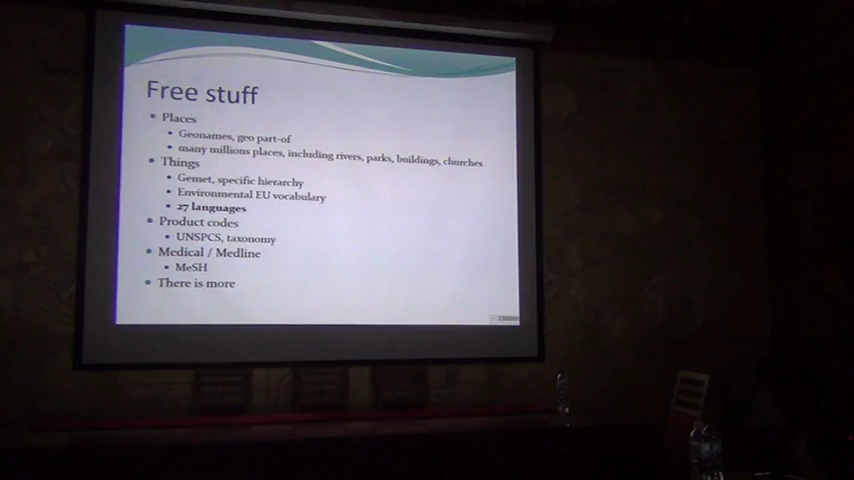 Free stuff
• Places
• Geonames, geo part-of
• many millions places, including rivers, parks, buildings, churches
• Things
• Gemet, specific hierarchy
• Environmental EU vocabulary
• 27 languages
• Product codes
• UNSPCS, taxonomy
• Medical / Medline
• MeSH
• There is more